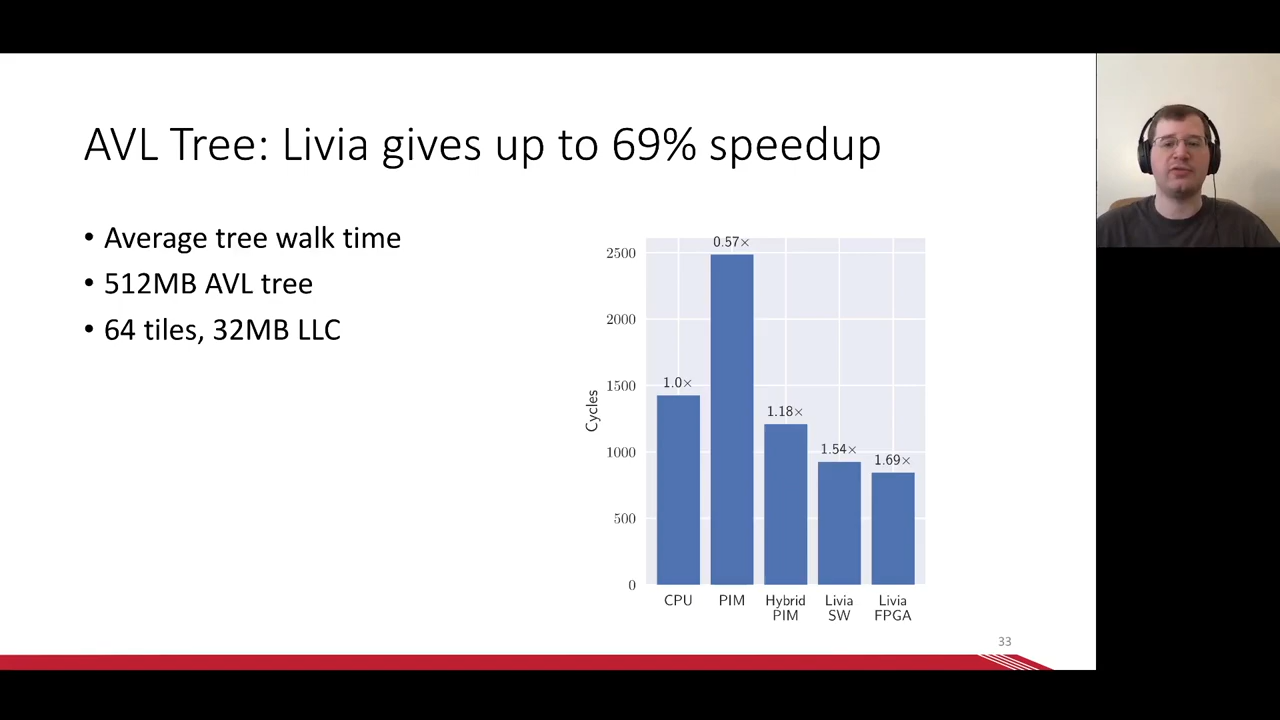 AVL Tree: Livia gives up to 69% speedup
• Average tree walk time
• 512MB AVL tree
• 64 tiles, 32MB LLC
Cycles
2500
2000
1500
1000
500
0
1.0×
0.57×
1.18×
1.54×
1.69×
CPU
PIM
Hybrid
PIM
Livia
SW
Livia
FPGA
33